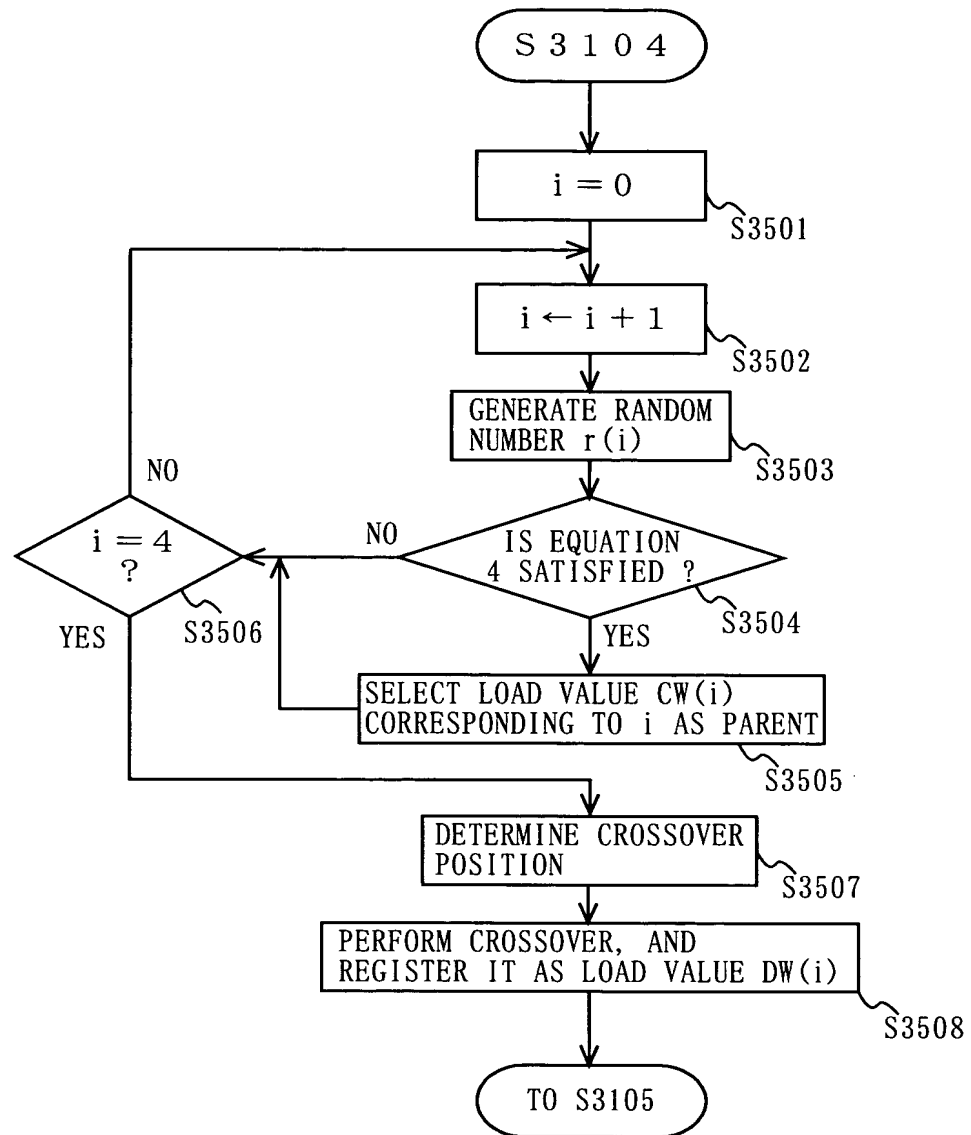 S3104
i = 0
S3501
i ← i + 1
S3502
GENERATE RANDOM
NUMBER r(i)
S3503
IS EQUATION
4 SATISFIED ?
S3504
NO
YES
SELECT LOAD VALUE CW(i)
CORRESPONDING TO i AS PARENT
S3505
i = 4
?
S3506
NO
YES
DETERMINE CROSSOVER
POSITION
S3507
PERFORM CROSSOVER, AND
REGISTER IT AS LOAD VALUE DW(i)
S3508
TO S3105